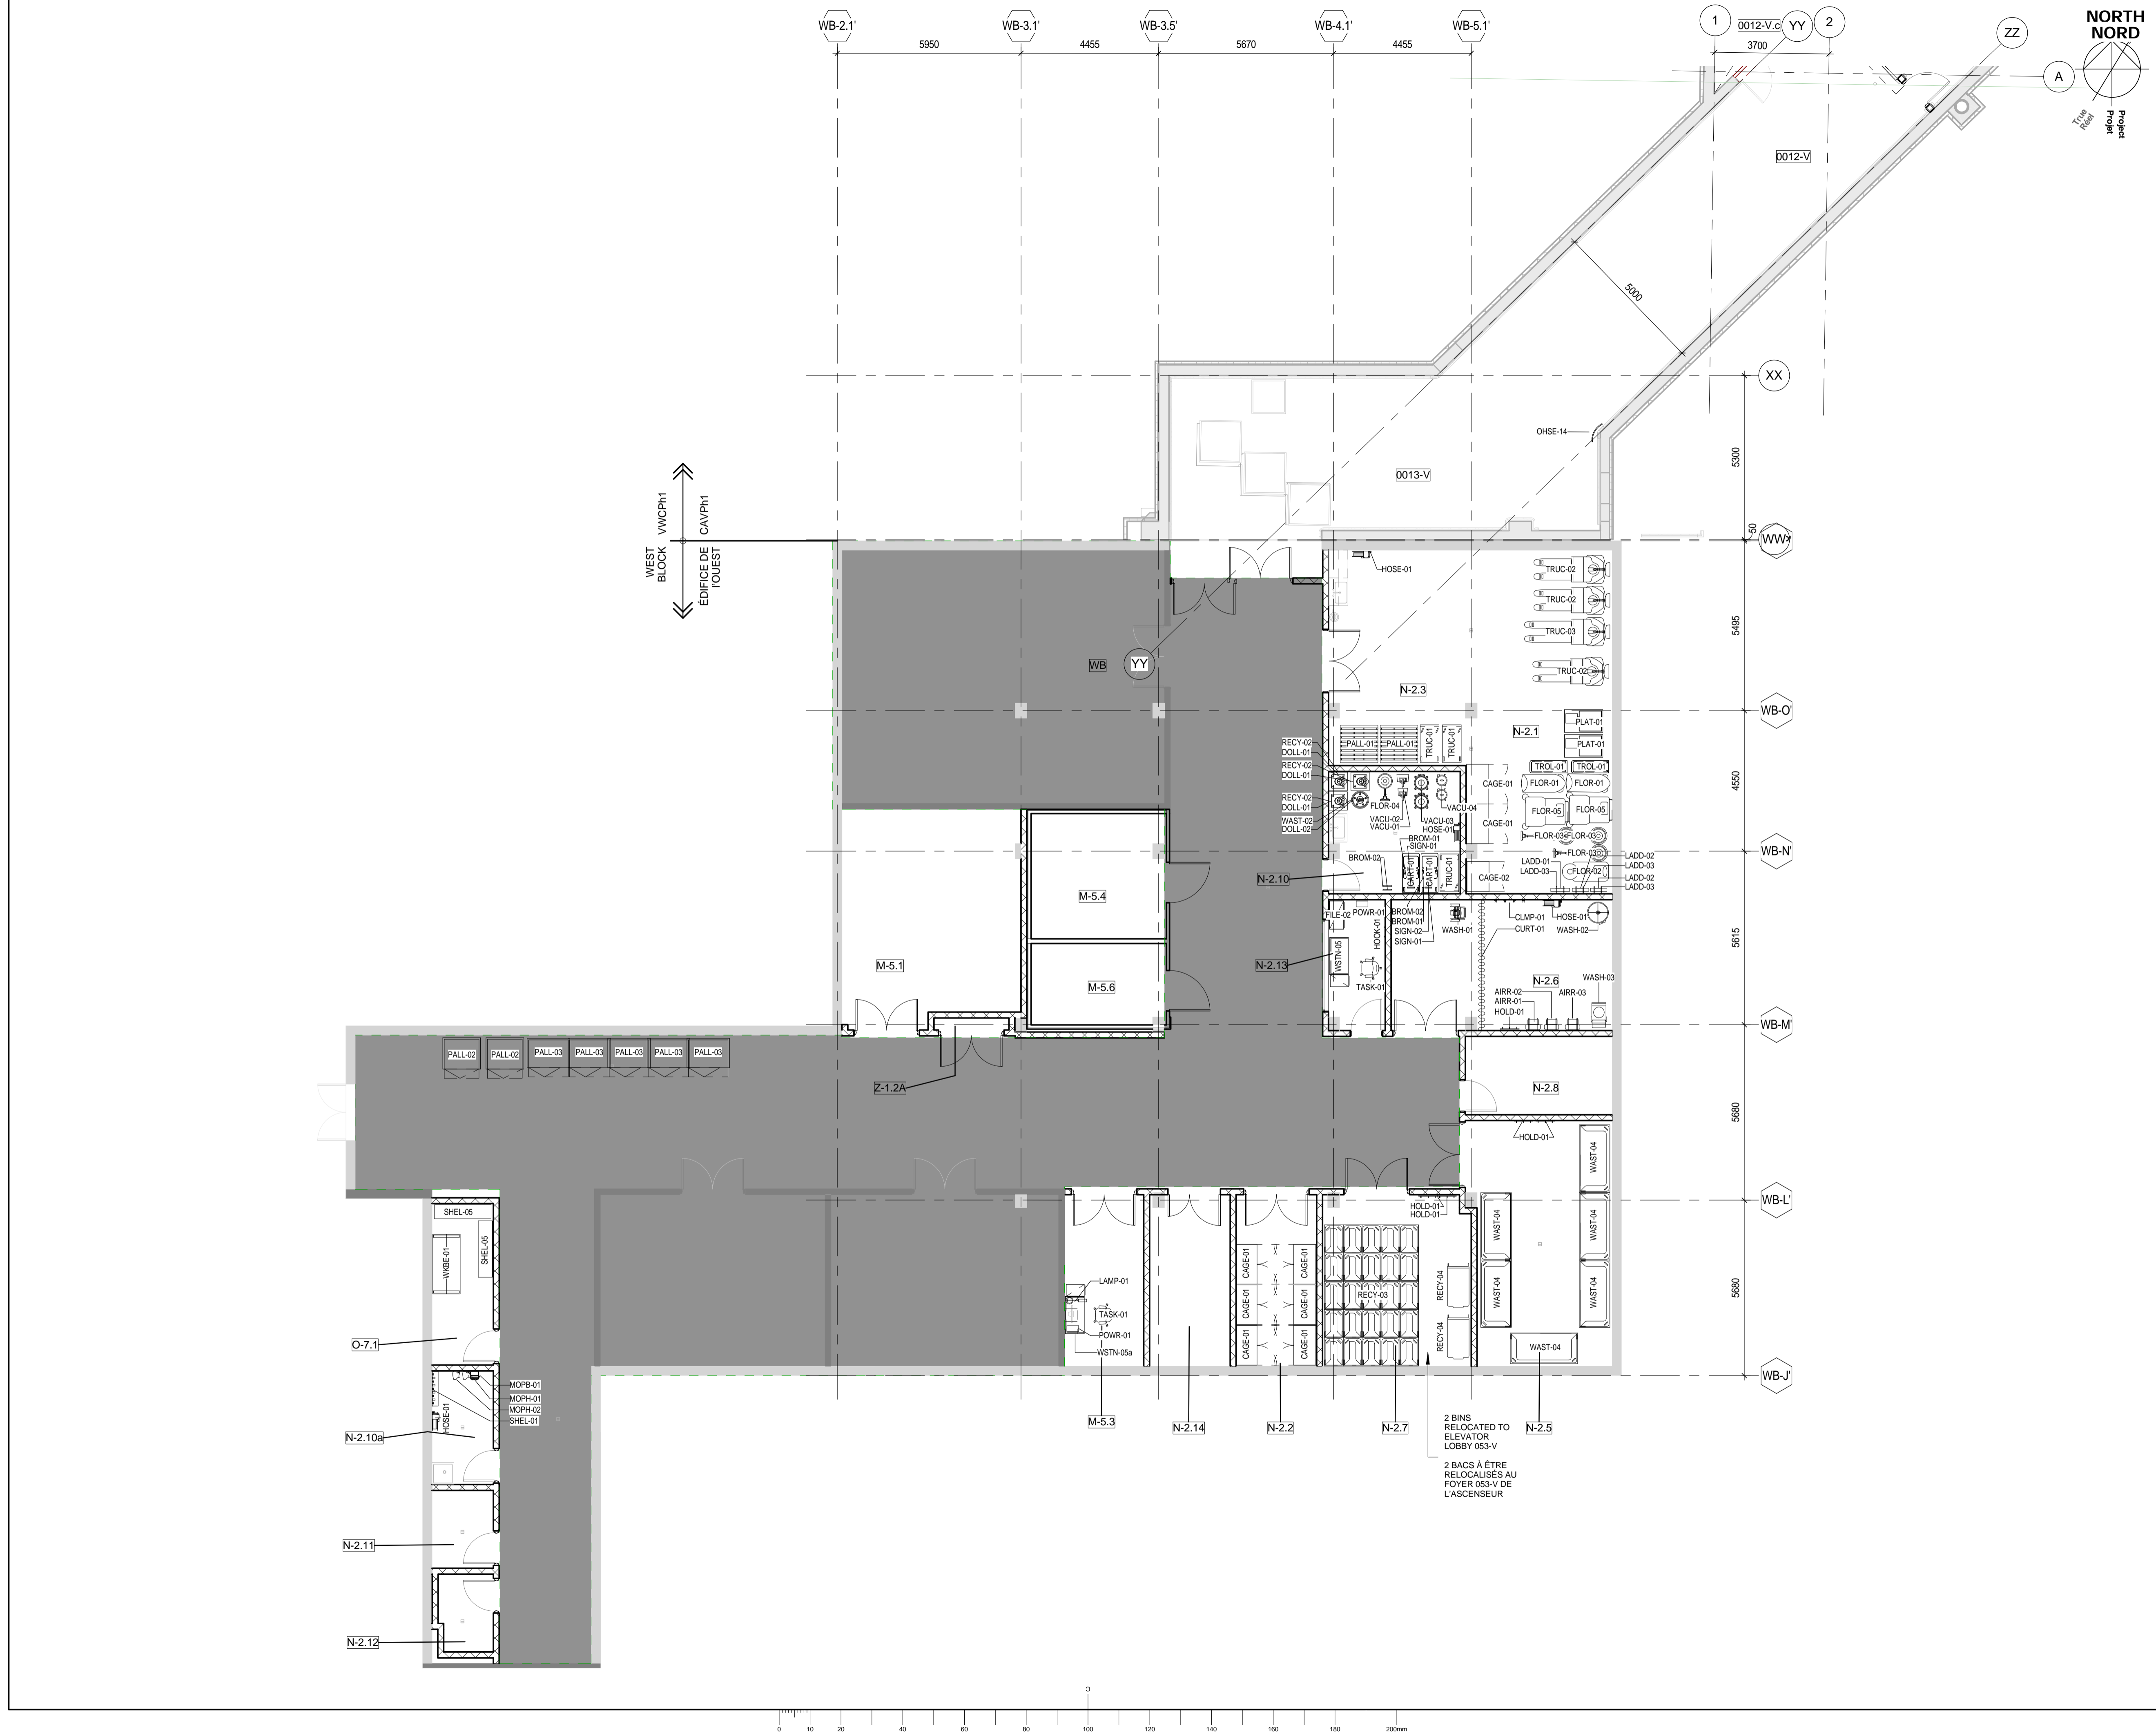 WB-2.1'
WB-3.1'
WB-3.5'
WB-4.1'
WB-5.1'
1
0012-V.c
YY
2
ZZ
NORTH
NORD
5950
4455
5670
4455
3700
A
True
Réel
Project
Projet
0012-V
5000
XX
OHSE-14
0013-V
5300
WEST
BLOCK
VWCPh1
ÉDIFICE DE
l'OUEST
CAVPh1
50
WW
HOSE-01
TRUC-02
TRUC-02
TRUC-03
TRUC-02
5495
WB
YY
N-2.3
WB-O'
PLAT-01
PLAT-01
N-2.1
RECY-02
DOLL-01
RECY-02
DOLL-01
PALL-01
PALL-01
TRUC-01
TRUC-01
TROL-01
TROL-01
CAGE-01
FLOR-01
FLOR-01
4550
RECY-02
DOLL-01
WAST-02
DOLL-02
FLOR-04
VACU-04
VACU-02
VACU-01
VACU-03
HOSE-01
CAGE-01
FLOR-05
FLOR-05
FLOR-03
FLOR-03
BROM-01
SIGN-01
BROM-02
FLOR-03
LADD-01
LADD-03
LADD-02
LADD-03
LADD-02
LADD-03
WB-N'
N-2.10
CART-01
CART-01
TRUC-01
CAGE-02
FLOR-02
M-5.4
FILE-02
POWR-01
HOOK-01
BROM-02
BROM-01
SIGN-02
SIGN-01
WASH-01
CLMP-01
CURT-01
HOSE-01
WASH-02
5615
M-5.1
N-2.13
WSTN-05
TASK-01
N-2.6
WASH-03
M-5.6
AIRR-02
AIRR-01
HOLD-01
AIRR-03
WB-M'
PALL-02
PALL-02
PALL-03
PALL-03
PALL-03
PALL-03
PALL-03
Z-1.2A
N-2.8
5680
HOLD-01
WAST-04
WB-L'
SHEL-05
SHEL-05
WKBE-01
HOLD-01
HOLD-01
WAST-04
WAST-04
CAGE-01
CAGE-01
CAGE-01
CAGE-01
CAGE-01
CAGE-01
LAMP-01
TASK-01
POWR-01
WSTN-05a
RECY-03
RECY-04
RECY-04
WAST-04
WAST-04
WAST-04
5680
O-7.1
WB-J'
MOPB-01
MOPH-01
MOPH-02
SHEL-01
HOSE-01
N-2.10a
M-5.3
N-2.14
N-2.2
N-2.7
N-2.5
2 BINS
RELOCATED TO
ELEVATOR
LOBBY 053-V
2 BACS À ÊTRE
RELOCALISÉS AU
FOYER 053-V DE
L'ASCENSEUR
N-2.11
N-2.12
0
10
20
40
60
80
100
120
140
160
180
200mm